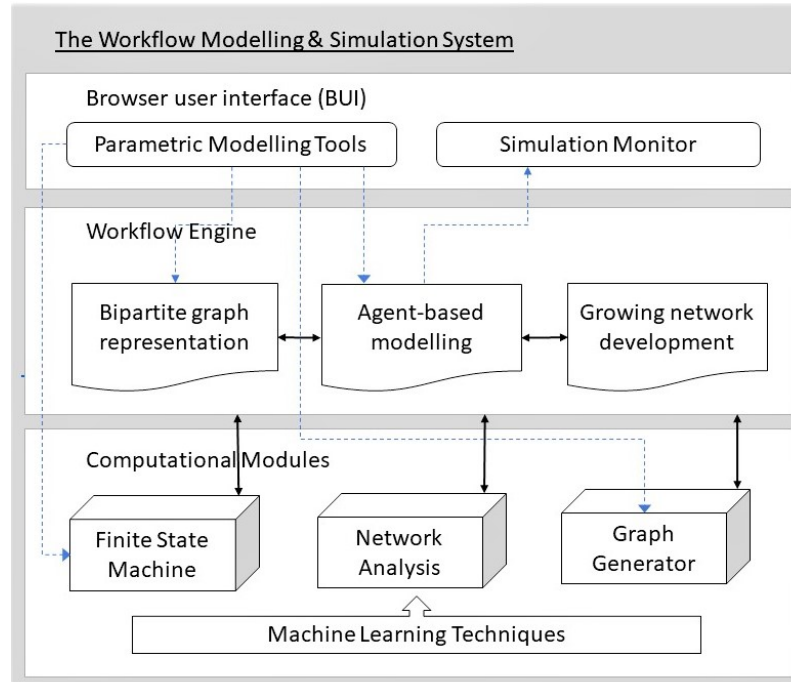 The Workflow Modelling & Simulation System
Browser user interface (BUI)
Parametric Modelling Tools
Simulation Monitor
Workflow Engine
Bipartite graph
representation
Agent-based
modelling
Growing network
development
Computational Modules
Finite State
Machine
Network
Analysis
Graph
Generator
Machine Learning Techniques